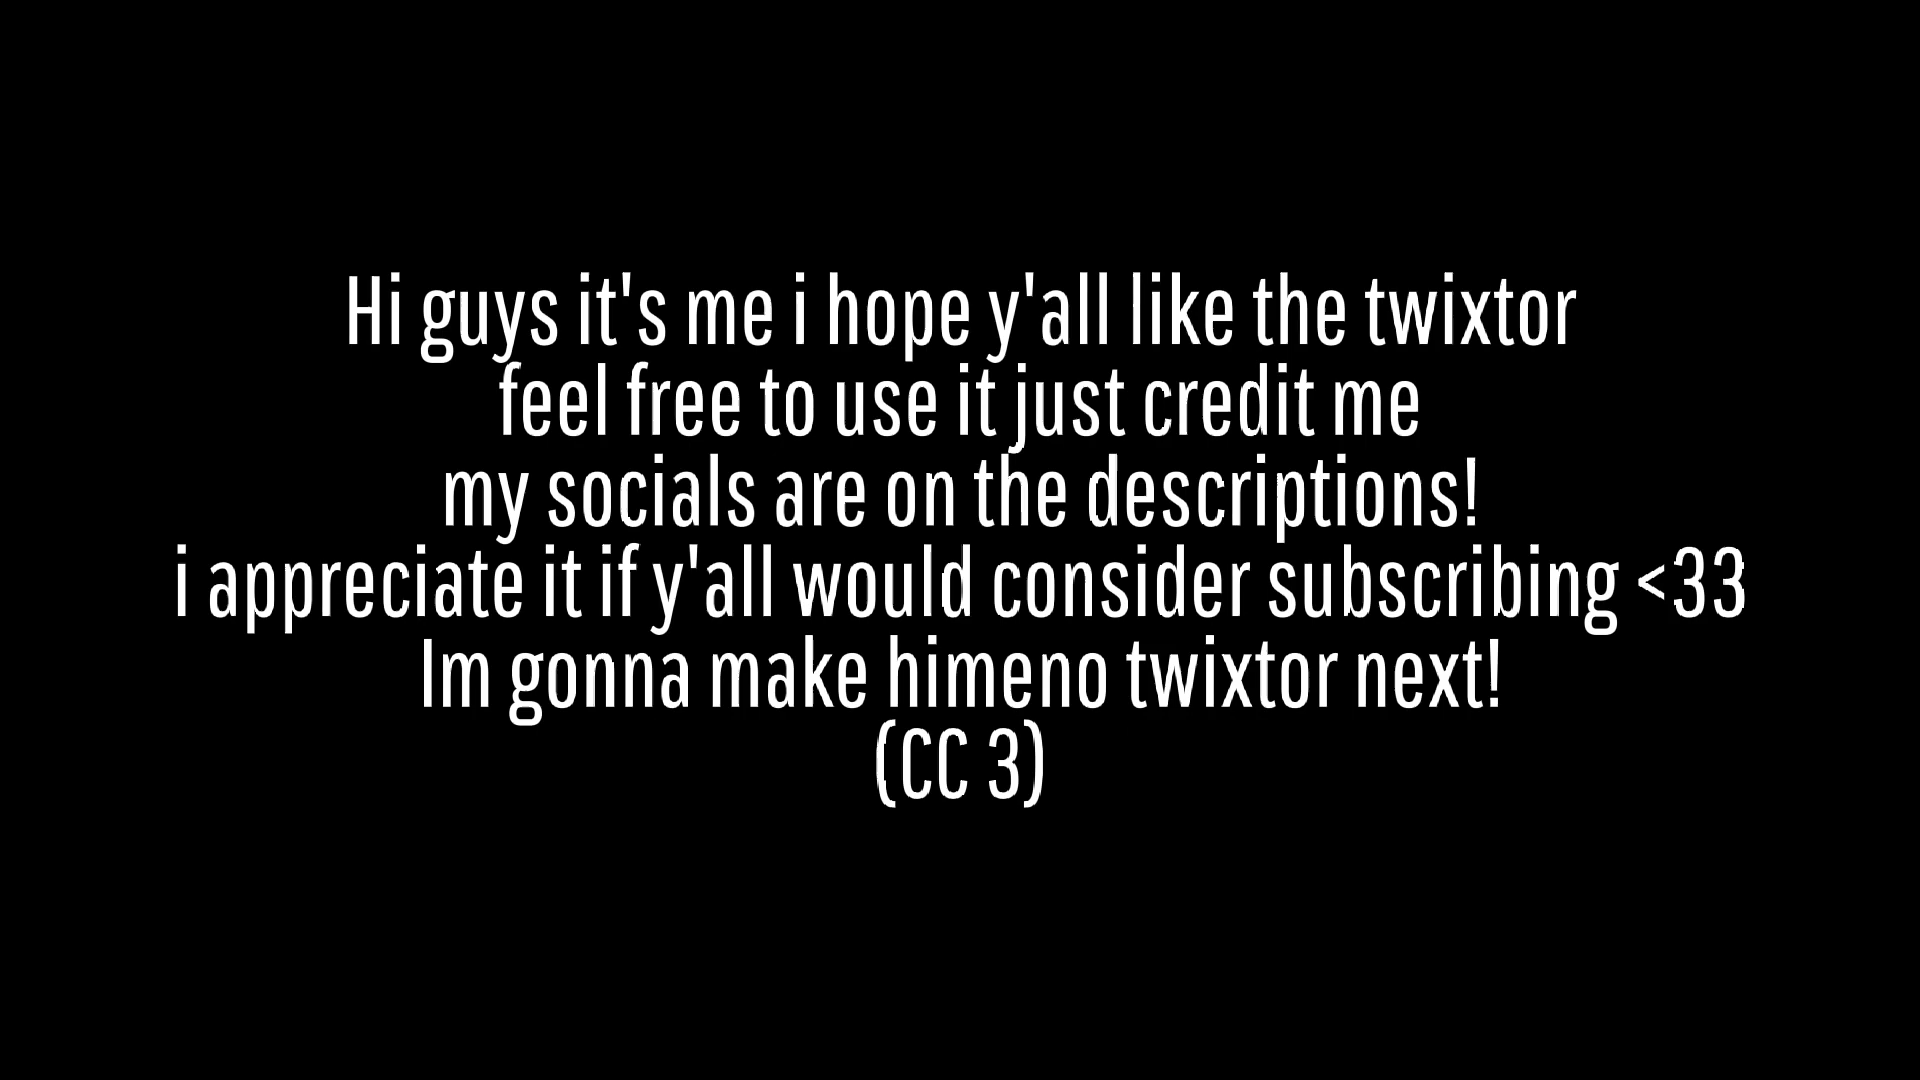 Hi guys it's me i hope y'all like the twixtor
feel free to use it just credit me
my socials are on the descriptions!
i appreciate it if y'all would consider subscribing <33
Im gonna make himeno twixtor next!
(CC 3)